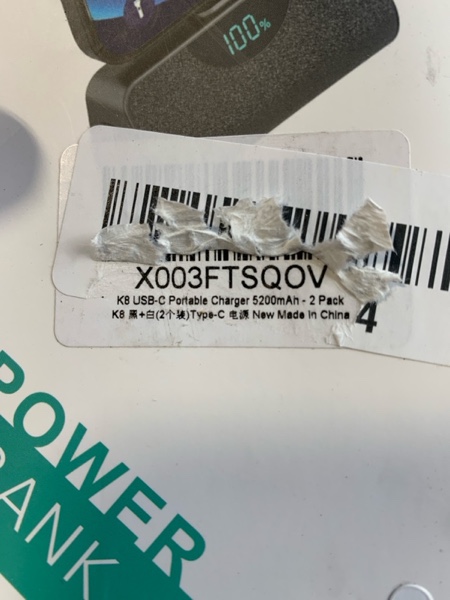 100%
X003FTSQOV
K8 USB-C Portable Charger 5200mAh - 2 Pack
K8 黑+白(2个装)Type-C 电源 New Made In China
4
POWER
BANK